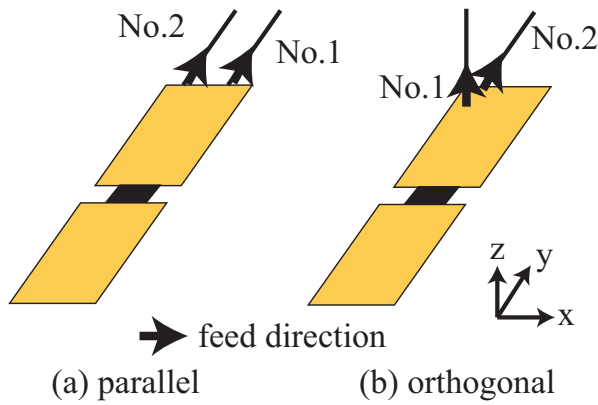 No.2
No.1
No.2
No.1
z
y
x
feed direction
(a) parallel
(b) orthogonal